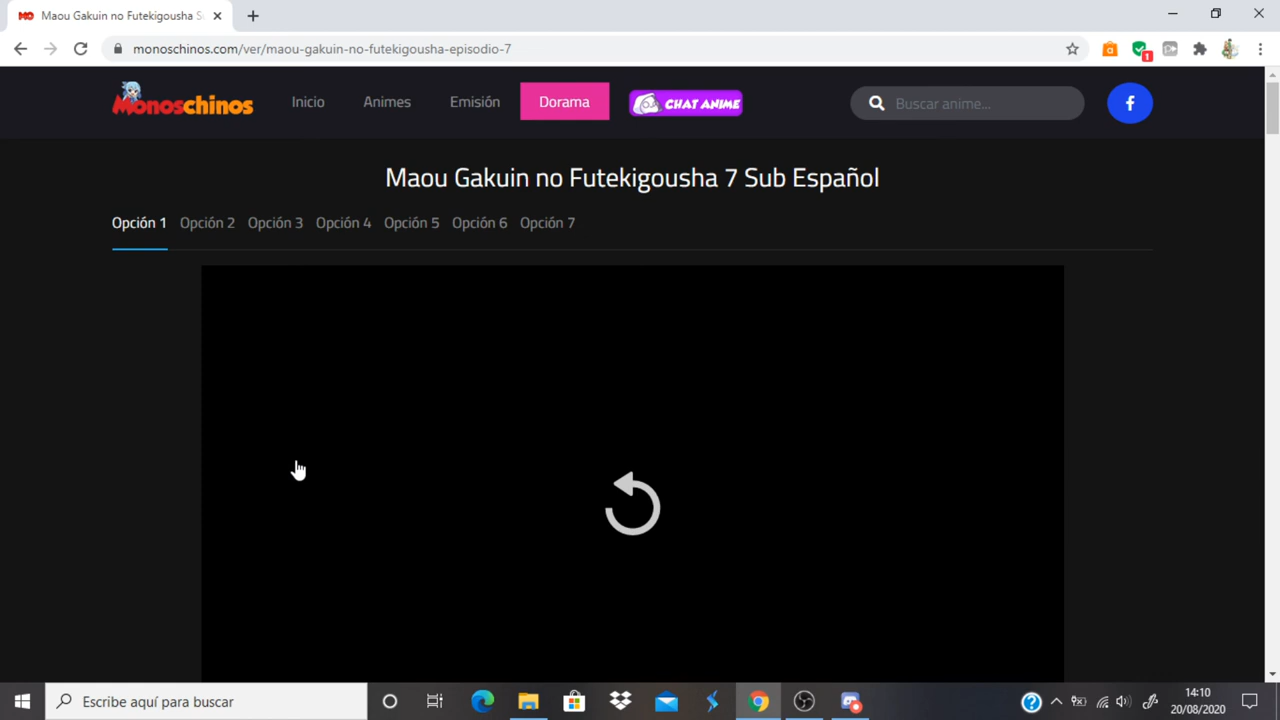 Maou Gakuin no Futekigousha S
monoschinos.com/ver/maou-gakuin-no-futekigousha-episodio-7
1
Monoschinos
Inicio
Animes
Emisión
Dorama
CHAT ANIME
Buscar anime...
Maou Gakuin no Futekigousha 7 Sub Español
Opción 1
Opción 2
Opción 3
Opción 4
Opción 5
Opción 6
Opción 7
Escribe aquí para buscar
14:10
20/08/2020